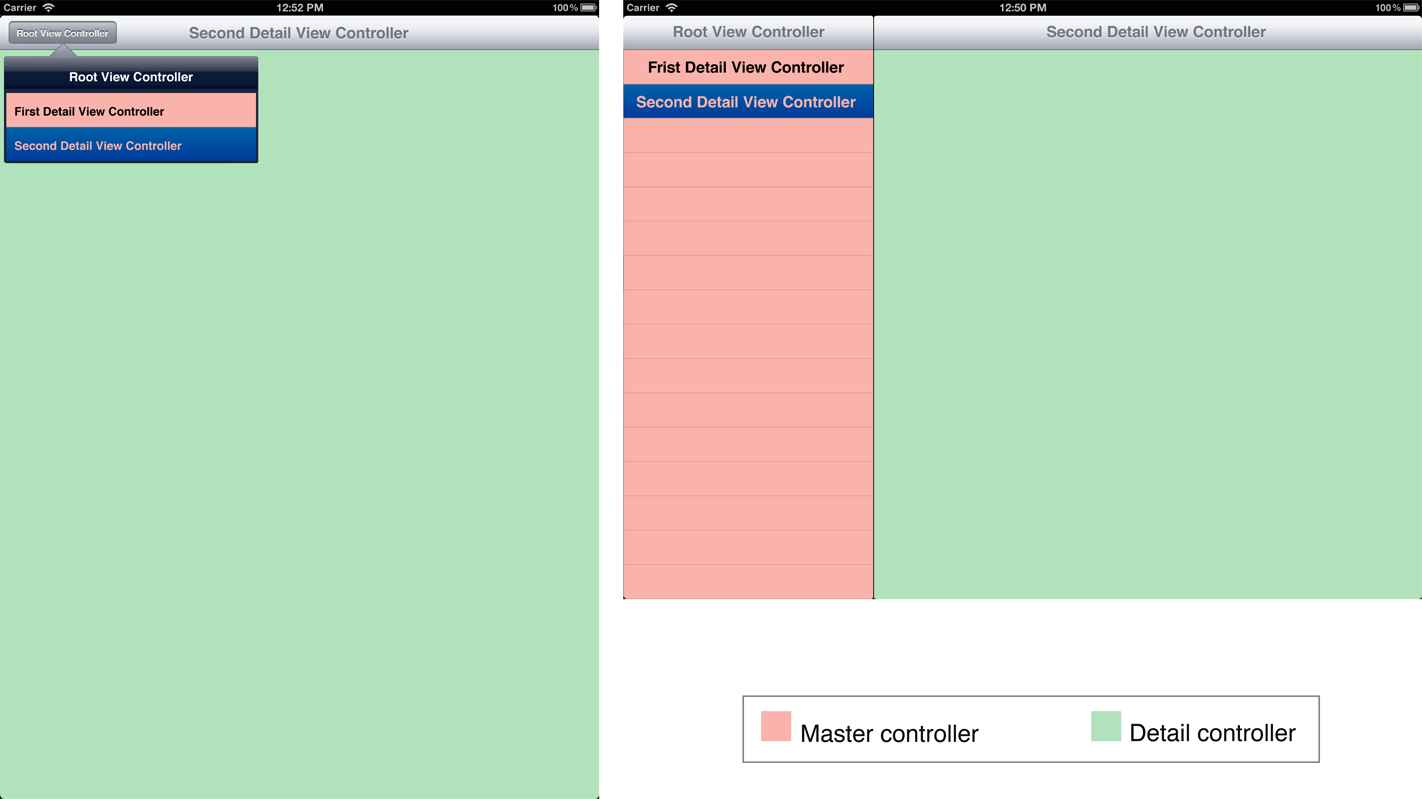 Carrier 12:52 PM 100%
Root View Controller Second Detail View Controller
Root View Controller
First Detail View Controller
Second Detail View Controller
Carrier 12:50 PM 100%
Root View Controller Second Detail View Controller
Frist Detail View Controller
Second Detail View Controller
Master controller Detail controller